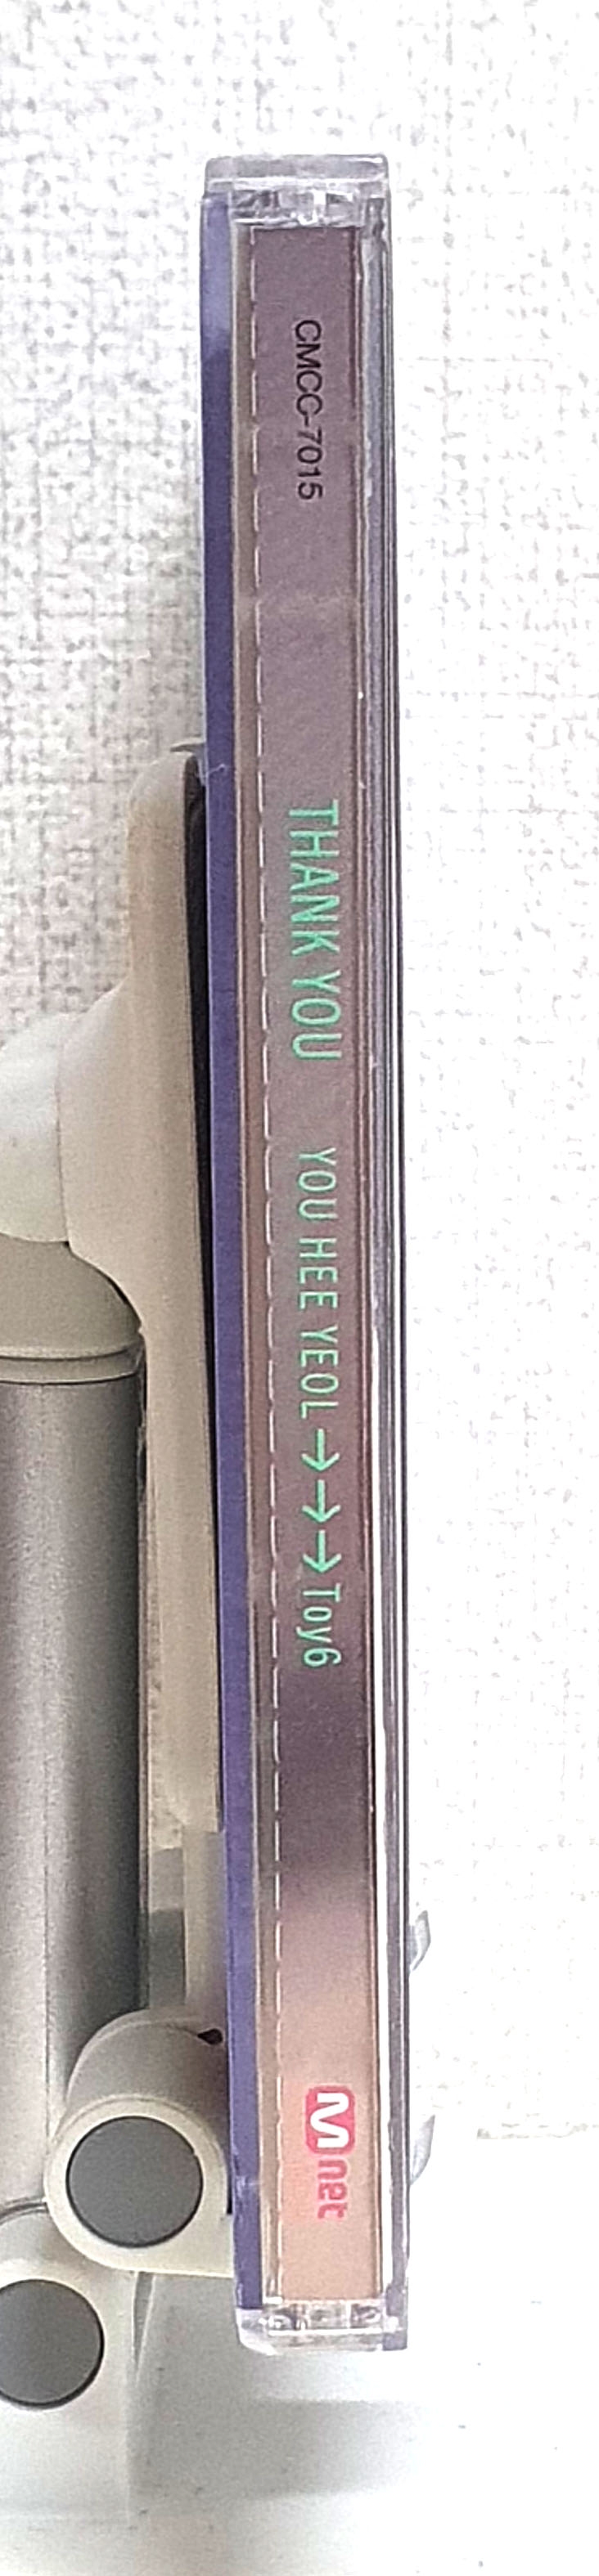 CMCC-7015
THANK YOU YOU HEE YEOL →→→Toy6
Mnet